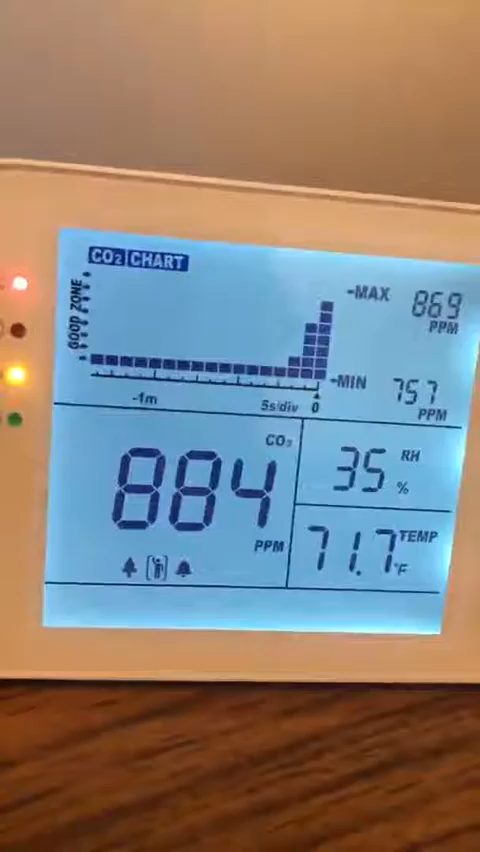 CO₂ CHART
GOOD ZONE
-MAX 869 PPM
-MIN 757 PPM
-1m 5s/div 0
CO₂
884
PPM
35 RH %
71.7 TEMP °F